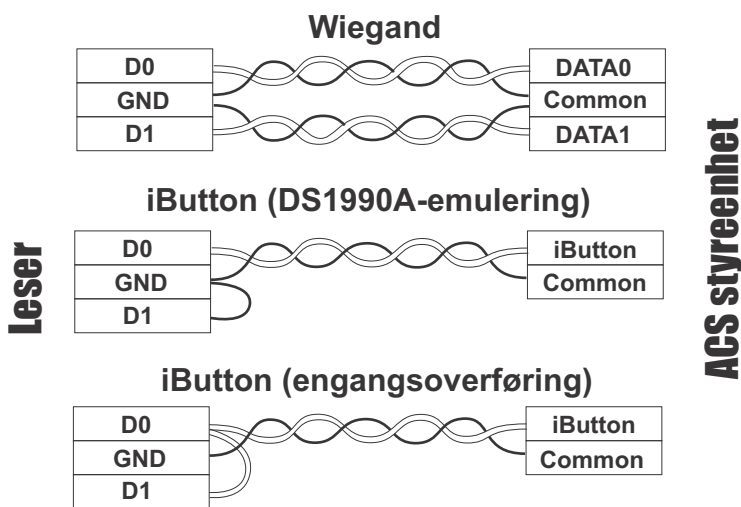 Wiegand
D0
GND
D1
DATA0
Common
DATA1
iButton (DS1990A-emulering)
D0
GND
D1
iButton
Common
iButton (engangsoverføring)
D0
GND
D1
iButton
Common
Leser
ACS styreenhet